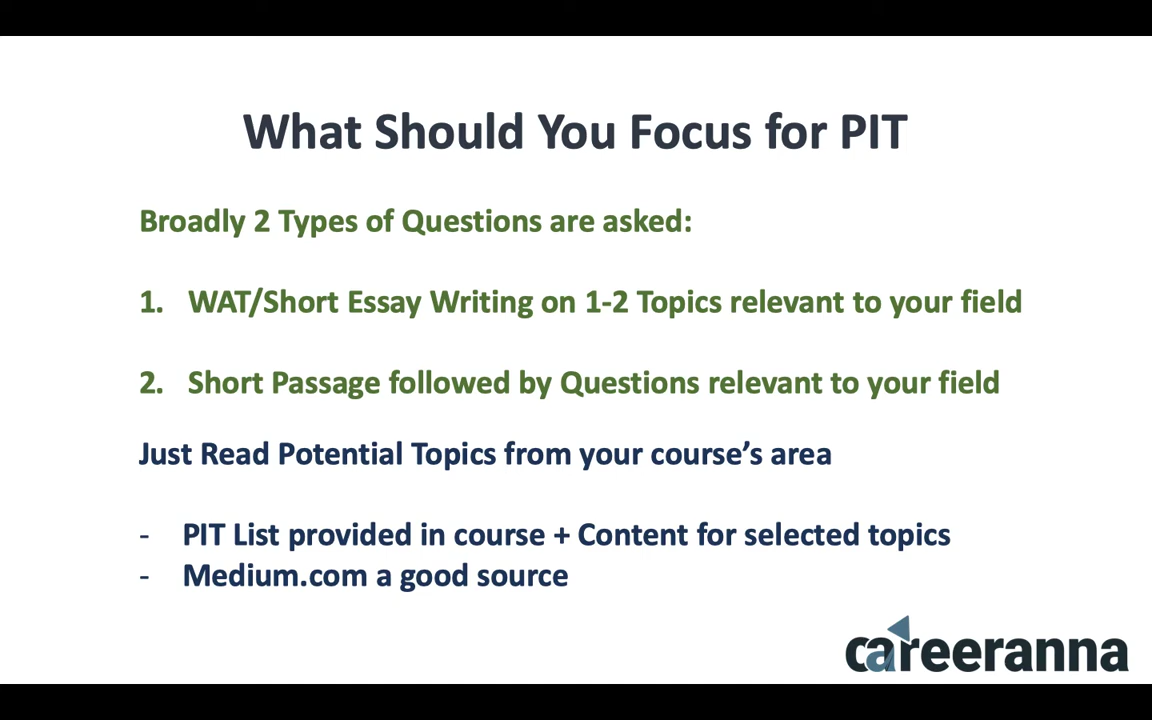 What Should You Focus for PIT
Broadly 2 Types of Questions are asked:
1. WAT/Short Essay Writing on 1-2 Topics relevant to your field
2. Short Passage followed by Questions relevant to your field
Just Read Potential Topics from your course’s area
- PIT List provided in course + Content for selected topics
- Medium.com a good source
careeranna